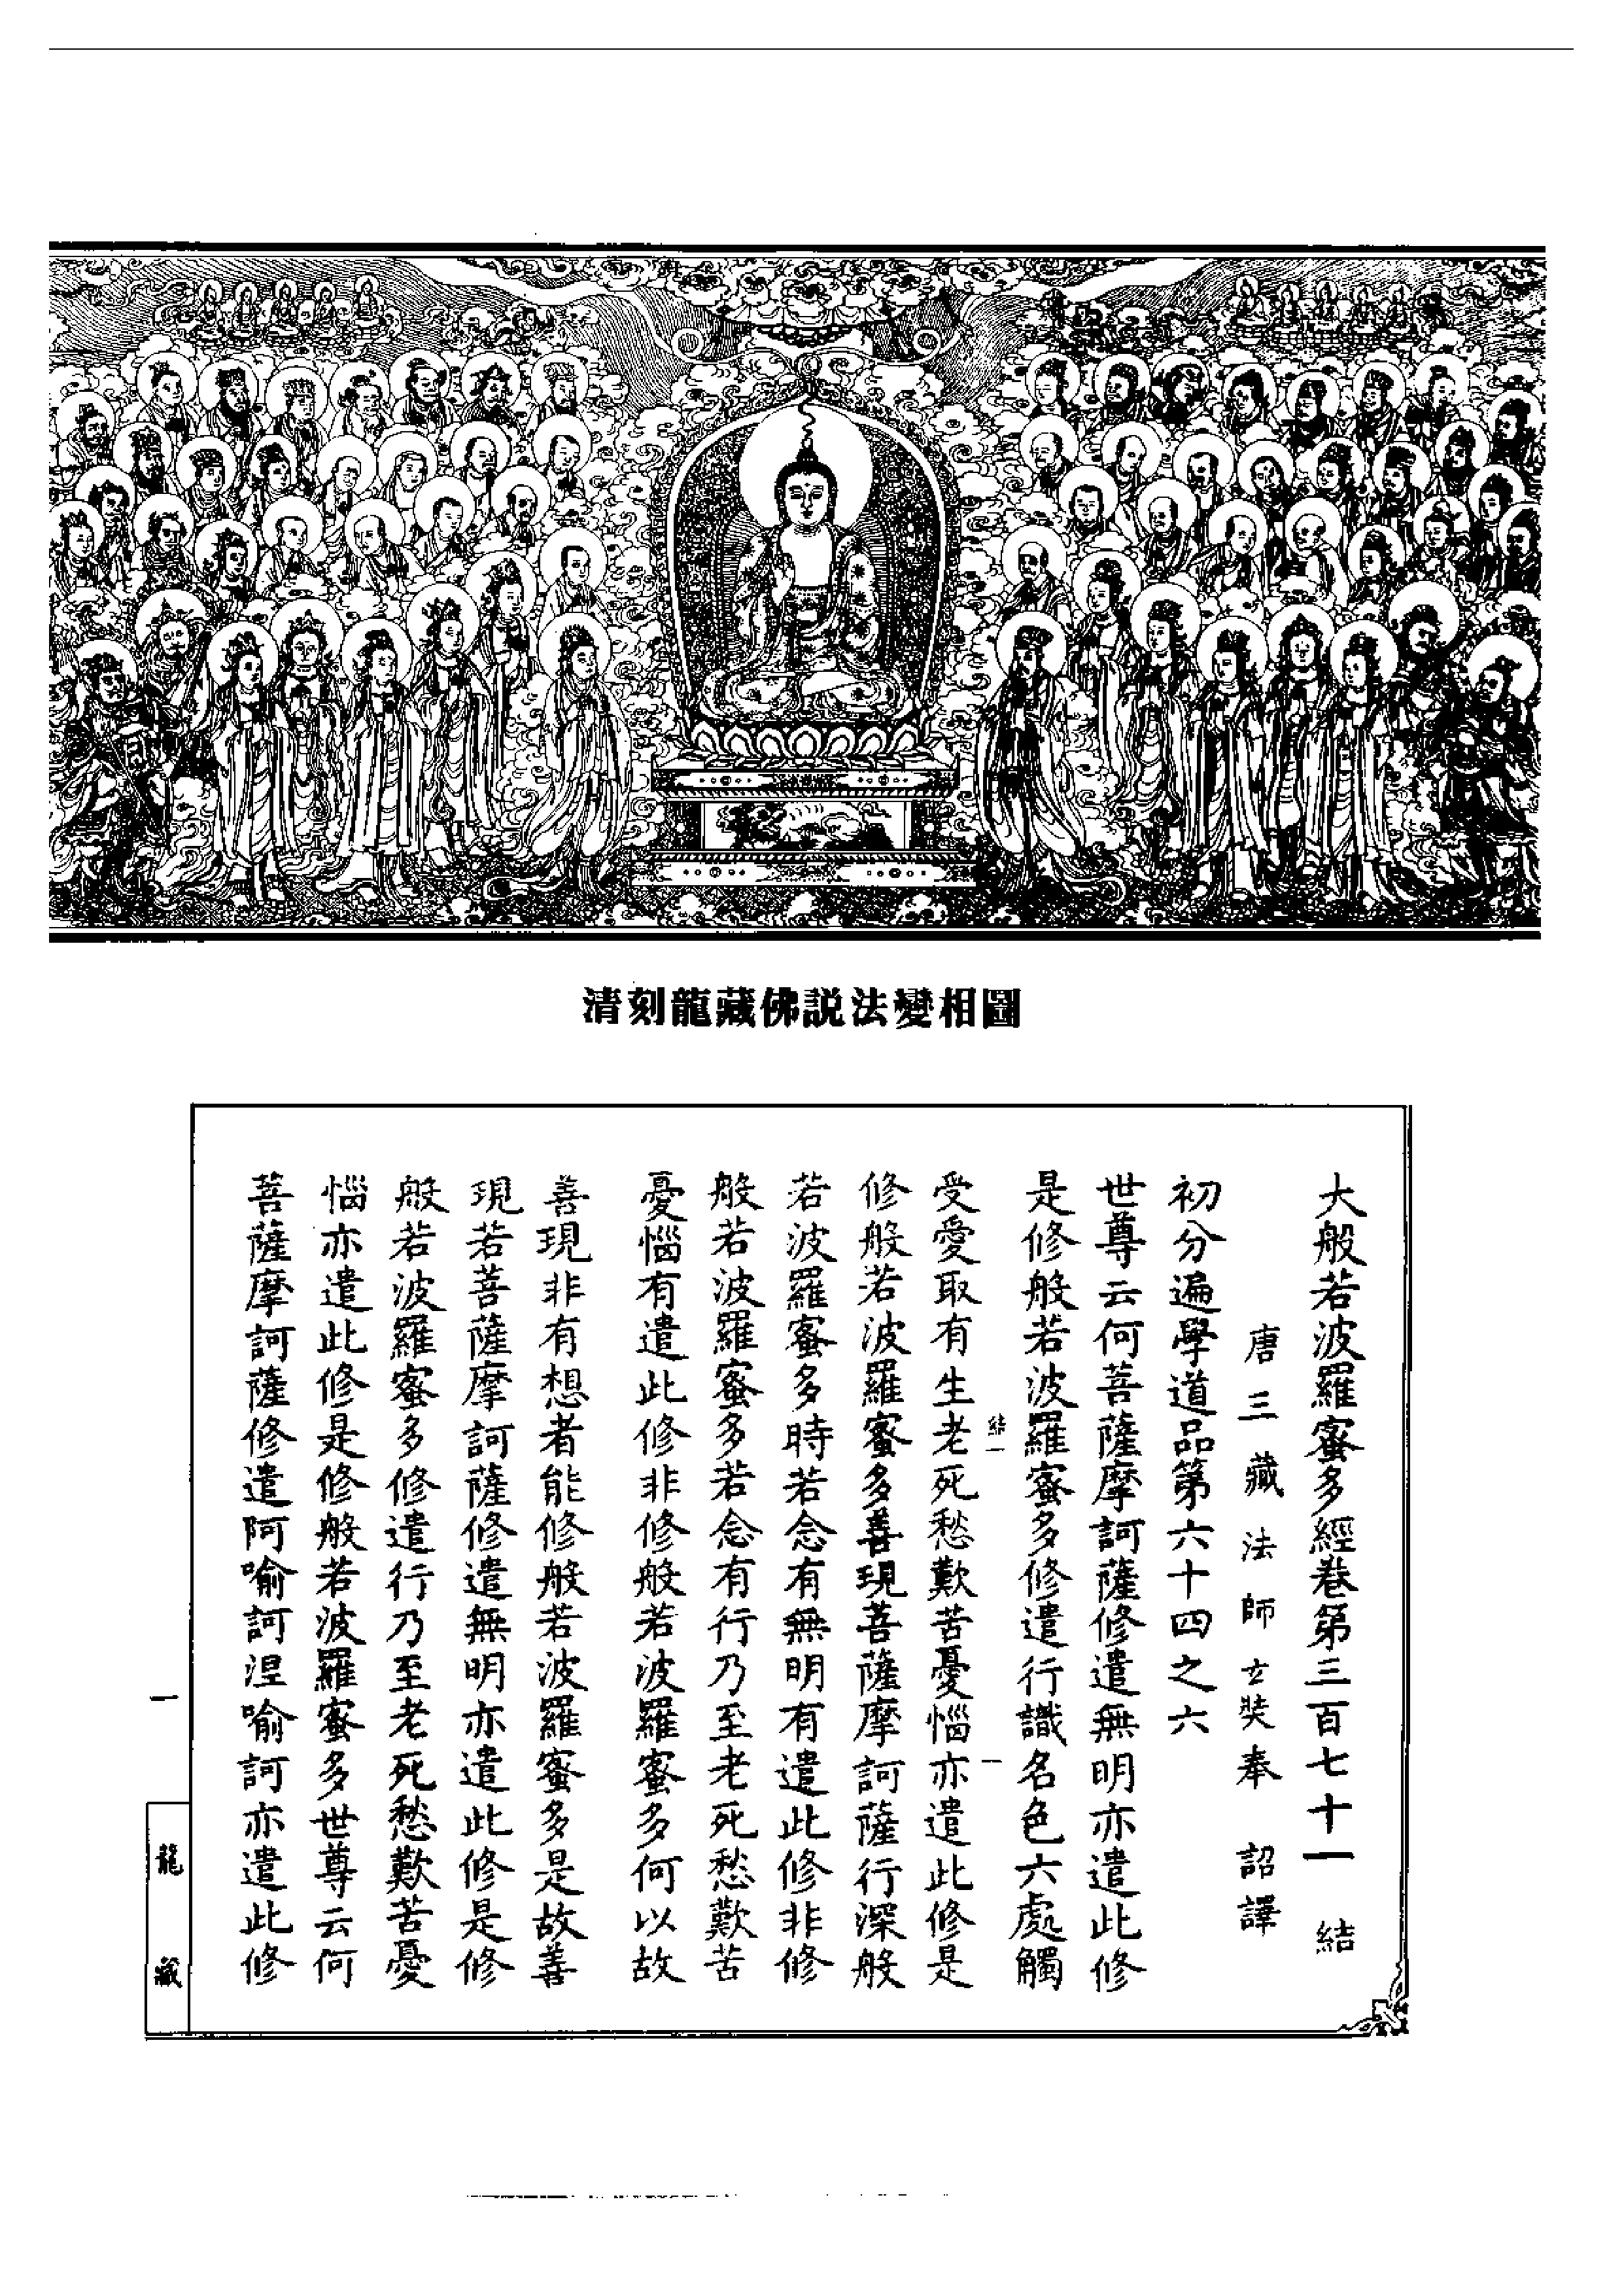 清刻龍藏佛説法變相圖
大般若波羅蜜多經卷第三百七十一 結
唐三藏法師玄奘奉 詔譯
初分遍學道品第六十四之六
世尊云何菩薩摩訶薩修遣無明亦遣此修
是修般若波羅蜜多修遣行識名色六處觸
結一 一
受愛取有生老死愁歎苦憂惱亦遣此修是
修般若波羅蜜多善現菩薩摩訶薩行深般
若波羅蜜多時若念有無明有遣此修非修
般若波羅蜜多若念有行乃至老死愁歎苦
憂惱有遣此修非修般若波羅蜜多何以故
善現非有想者能修般若波羅蜜多是故善
現若菩薩摩訶薩修遣無明亦遣此修是修
般若波羅蜜多修遣行乃至老死愁歎苦憂
惱亦遣此修是修般若波羅蜜多世尊云何
菩薩摩訶薩修遣阿喻訶涅喻訶亦遣此修
一
龍藏